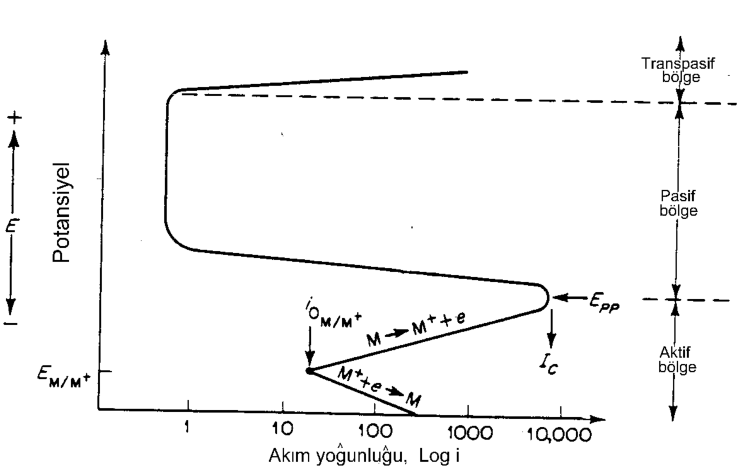 Transpasif
bölge
+
E
−
Potansiyel
Pasif
bölge
E_PP
i_O M/M⁺
M → M⁺ + e
I_C
Aktif
bölge
E_M/M⁺
M⁺+e → M
1 10 100 1000 10,000
Akım yoğunluğu, Log i